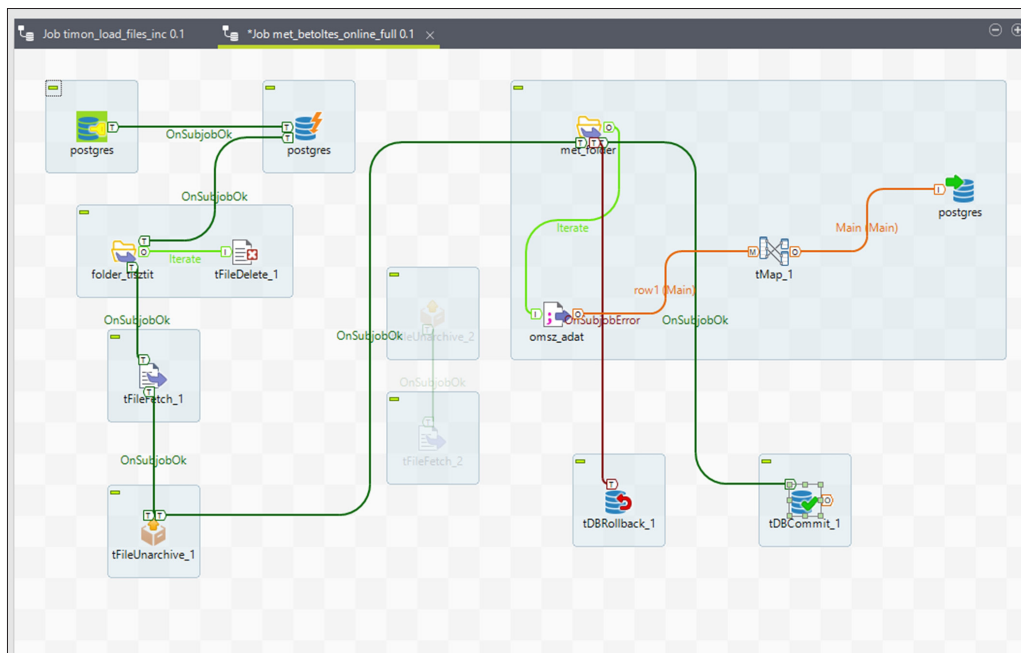 Job timon_load_files_inc 0.1
*Job met_betoltes_online_full 0.1
T
OnSubjobOk
T
T
postgres
postgres
OnSubjobOk
T
O
Iterate
I
folder_tisztit
T
tFileDelete_1
OnSubjobOk
T
tFileFetch_1
T
OnSubjobOk
T T
tFileUnarchive_1
OnSubjobOk
tFileUnarchive_2
T
OnSubjobOk
T
tFileFetch_2
O
met_folder
T T T
Iterate
I
O
omsz_adat
row1 (Main)
OnSubjobError
OnSubjobOk
M
O
tMap_1
Main (Main)
I
postgres
T
tDBRollback_1
O
tDBCommit_1